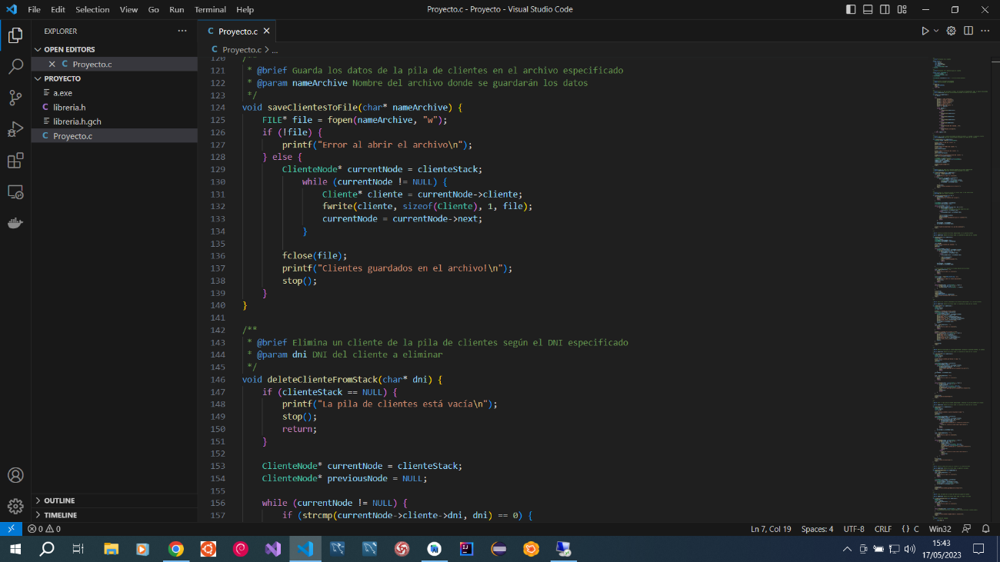 File Edit Selection View Go Run Terminal Help
Proyecto.c - Proyecto - Visual Studio Code
EXPLORER
OPEN EDITORS
C Proyecto.c
PROYECTO
a.exe
C libreria.h
libreria.h.gch
C Proyecto.c
OUTLINE
TIMELINE
C Proyecto.c
C Proyecto.c > ...
120 /**
121 * @brief Guarda los datos de la pila de clientes en el archivo especificado
122 * @param nameArchive Nombre del archivo donde se guardarán los datos
123 */
124 void saveClientesToFile(char* nameArchive) {
125 FILE* file = fopen(nameArchive, "w");
126 if (!file) {
127 printf("Error al abrir el archivo\n");
128 } else {
129 ClienteNode* currentNode = clienteStack;
130 while (currentNode != NULL) {
131 Cliente* cliente = currentNode->cliente;
132 fwrite(cliente, sizeof(Cliente), 1, file);
133 currentNode = currentNode->next;
134 }
135
136 fclose(file);
137 printf("Clientes guardados en el archivo!\n");
138 stop();
139 }
140 }
141
142 /**
143 * @brief Elimina un cliente de la pila de clientes según el DNI especificado
144 * @param dni DNI del cliente a eliminar
145 */
146 void deleteClienteFromStack(char* dni) {
147 if (clienteStack == NULL) {
148 printf("La pila de clientes está vacía\n");
149 stop();
150 return;
151 }
152
153 ClienteNode* currentNode = clienteStack;
154 ClienteNode* previousNode = NULL;
155
156 while (currentNode != NULL) {
157 if (strcmp(currentNode->cliente->dni, dni) == 0) {
0 0
Ln 7, Col 19 Spaces: 4 UTF-8 CRLF {} C Win32
15:43
17/05/2023